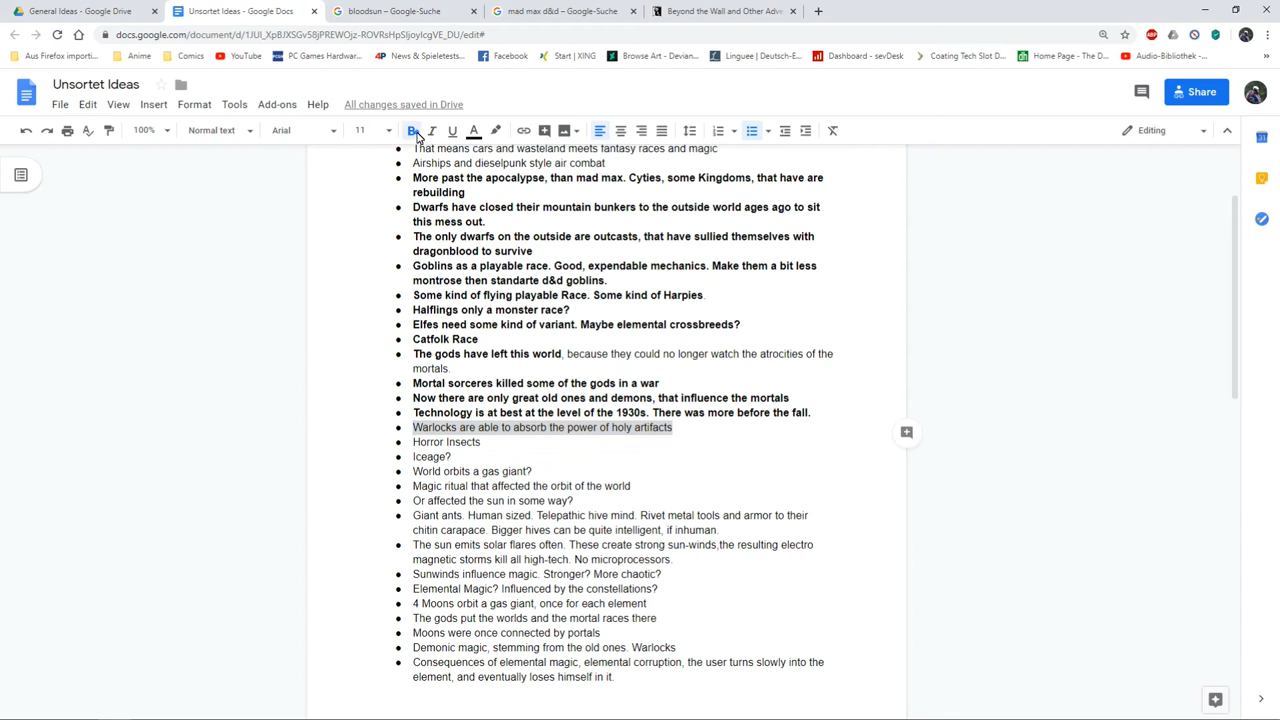 General Ideas - Google Drive
Unsortet Ideas - Google Docs
bloodsun – Google-Suche
mad max d&d – Google-Suche
Beyond the Wall and Other Adve
docs.google.com/document/d/1JUl_XpBJXSGv58jPREWOjz-ROVRsHpSIjoyIcgVE_DU/edit#
Aus Firefox importi...
Anime
Comics
YouTube
PC Games Hardwar...
News & Spieletests...
Facebook
Start | XING
Browse Art - Devian...
Linguee | Deutsch-E...
Dashboard - sevDesk
Coating Tech Slot D...
Home Page - The D...
Audio-Bibliothek -...
Unsortet Ideas
File Edit View Insert Format Tools Add-ons Help All changes saved in Drive
Share
100% Normal text Arial 11 B I U A Editing
That means cars and wasteland meets fantasy races and magic
Airships and dieselpunk style air combat
More past the apocalypse, than mad max. Cyties, some Kingdoms, that have are
rebuilding
Dwarfs have closed their mountain bunkers to the outside world ages ago to sit
this mess out.
The only dwarfs on the outside are outcasts, that have sullied themselves with
dragonblood to survive
Goblins as a playable race. Good, expendable mechanics. Make them a bit less
montrose then standarte d&d goblins.
Some kind of flying playable Race. Some kind of Harpies.
Halflings only a monster race?
Elfes need some kind of variant. Maybe elemental crossbreeds?
Catfolk Race
The gods have left this world, because they could no longer watch the atrocities of the
mortals.
Mortal sorceres killed some of the gods in a war
Now there are only great old ones and demons, that influence the mortals
Technology is at best at the level of the 1930s. There was more before the fall.
Warlocks are able to absorb the power of holy artifacts
Horror Insects
Iceage?
World orbits a gas giant?
Magic ritual that affected the orbit of the world
Or affected the sun in some way?
Giant ants. Human sized. Telepathic hive mind. Rivet metal tools and armor to their
chitin carapace. Bigger hives can be quite intelligent, if inhuman.
The sun emits solar flares often. These create strong sun-winds,the resulting electro
magnetic storms kill all high-tech. No microprocessors.
Sunwinds influence magic. Stronger? More chaotic?
Elemental Magic? Influenced by the constellations?
4 Moons orbit a gas giant, once for each element
The gods put the worlds and the mortal races there
Moons were once connected by portals
Demonic magic, stemming from the old ones. Warlocks
Consequences of elemental magic, elemental corruption, the user turns slowly into the
element, and eventually loses himself in it.